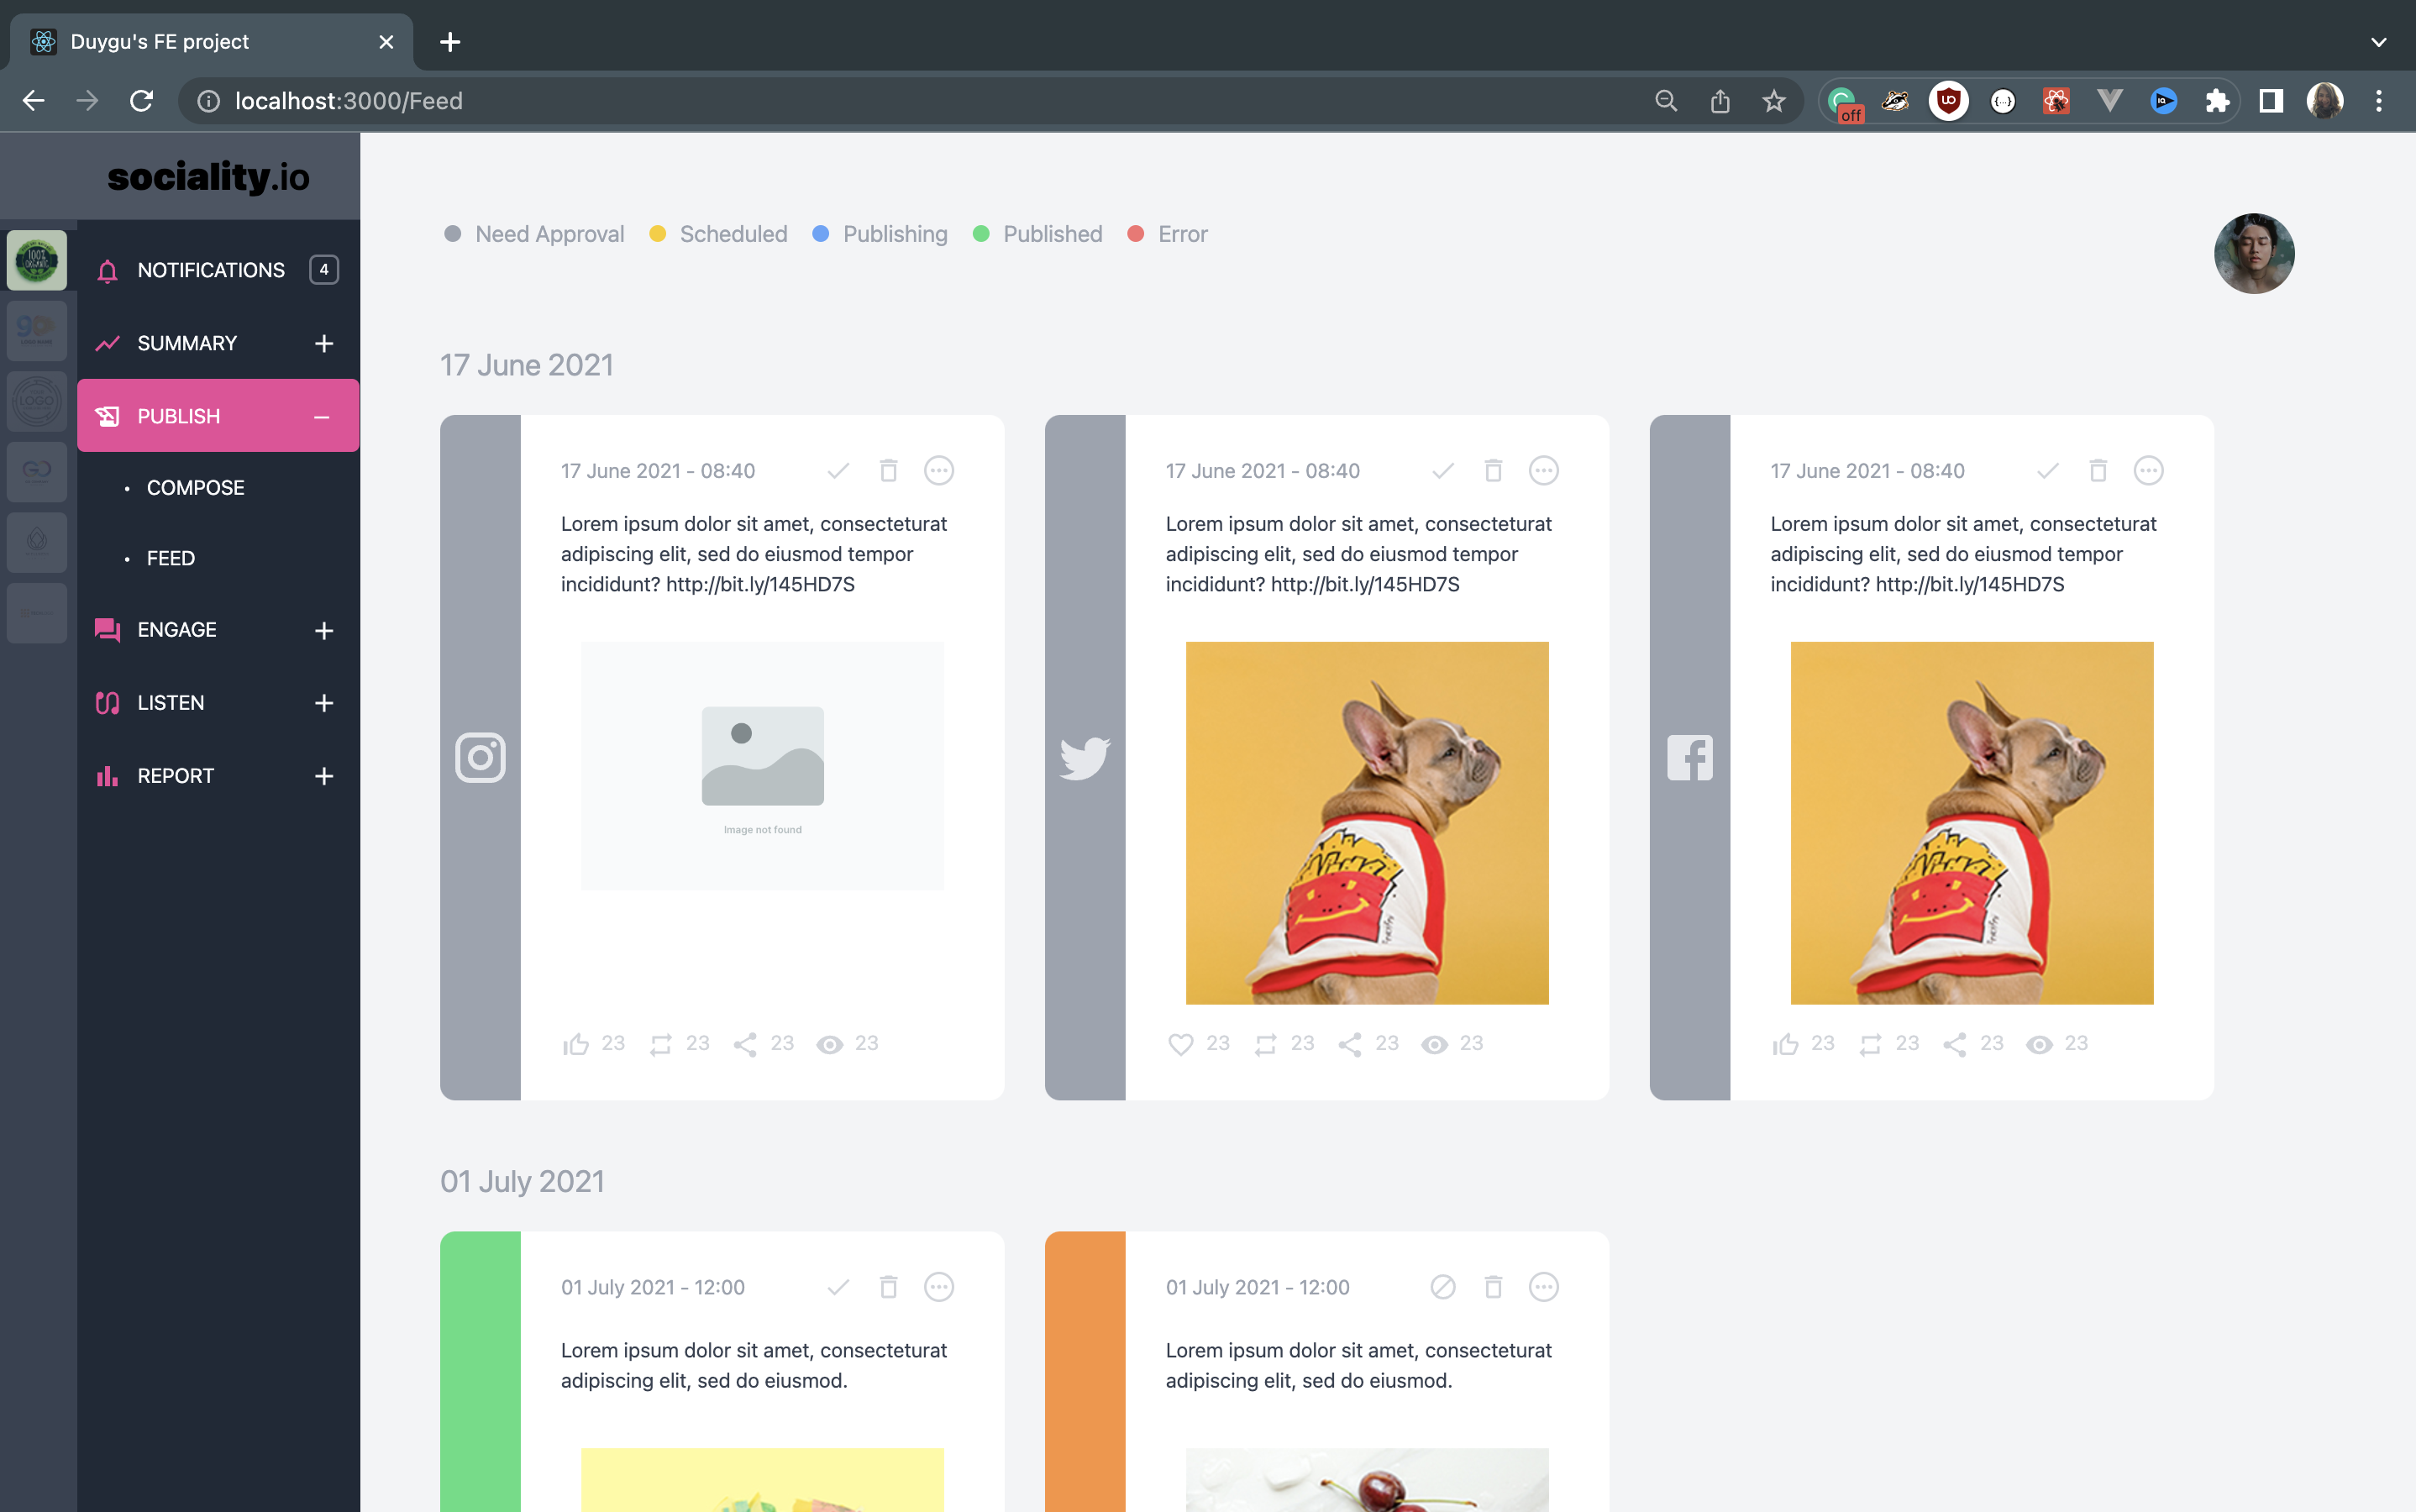 Duygu's FE project
localhost:3000/Feed
off
sociality.io
Need Approval
Scheduled
Publishing
Published
Error
100%
ORGANIC
NOTIFICATIONS
4
SUMMARY
PUBLISH
COMPOSE
FEED
ENGAGE
LISTEN
REPORT
LOGO
GO
17 June 2021
17 June 2021 - 08:40
Lorem ipsum dolor sit amet, consecteturat
adipiscing elit, sed do eiusmod tempor
incididunt? http://bit.ly/145HD7S
Image not found
23 23 23 23
17 June 2021 - 08:40
Lorem ipsum dolor sit amet, consecteturat
adipiscing elit, sed do eiusmod tempor
incididunt? http://bit.ly/145HD7S
23 23 23 23
17 June 2021 - 08:40
Lorem ipsum dolor sit amet, consecteturat
adipiscing elit, sed do eiusmod tempor
incididunt? http://bit.ly/145HD7S
23 23 23 23
01 July 2021
01 July 2021 - 12:00
Lorem ipsum dolor sit amet, consecteturat
adipiscing elit, sed do eiusmod.
01 July 2021 - 12:00
Lorem ipsum dolor sit amet, consecteturat
adipiscing elit, sed do eiusmod.